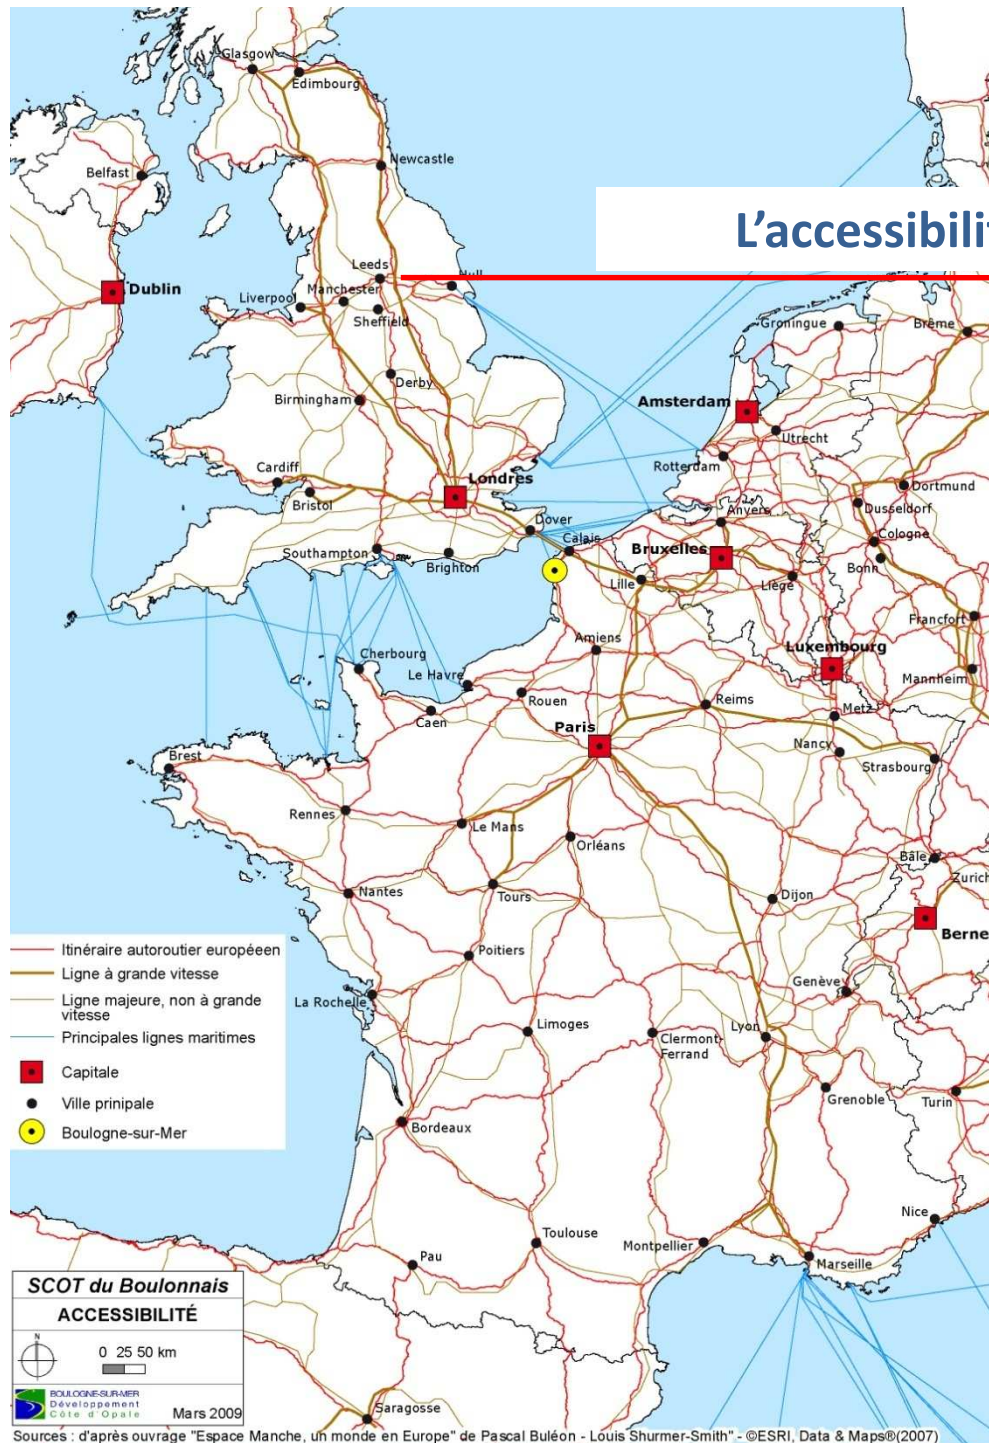 Glasgow
Edimbourg
Newcastle
Belfast
L'accessibili
Leeds
Dublin
Manchester
Liverpool
Sheffield
Groningue
Brême
Derby
Birmingham
Amsterdam
Utrecht
Rotterdam
Cardiff
Londres
Dortmund
Bristol
Anvers
Dusseldorf
Dover
Calais
Cologne
Southampton
Bruxelles
Brighton
Bonn
Lille
Liège
Francfort
Amiens
Luxembourg
Cherbourg
Le Havre
Mannheim
Rouen
Reims
Caen
Metz
Paris
Nancy
Brest
Strasbourg
Rennes
Le Mans
Orléans
Bâle
Zurich
Nantes
Tours
Dijon
Berne
Itinéraire autoroutier européeen
Poitiers
Ligne à grande vitesse
Genève
Ligne majeure, non à grande
vitesse
La Rochelle
Limoges
Lyon
Clermont-
Ferrand
Principales lignes maritimes
Capitale
Ville prinipale
Grenoble
Turin
Boulogne-sur-Mer
Bordeaux
Nice
Toulouse
Montpellier
Marseille
Pau
SCOT du Boulonnais
ACCESSIBILITÉ
N
0 25 50 km
BOULOGNE-SUR-MER
Développement
Côte d'Opale
Mars 2009
Saragosse
Sources : d'après ouvrage "Espace Manche, un monde en Europe" de Pascal Buléon - Louis Shurmer-Smith" - ©ESRI, Data & Maps®(2007)